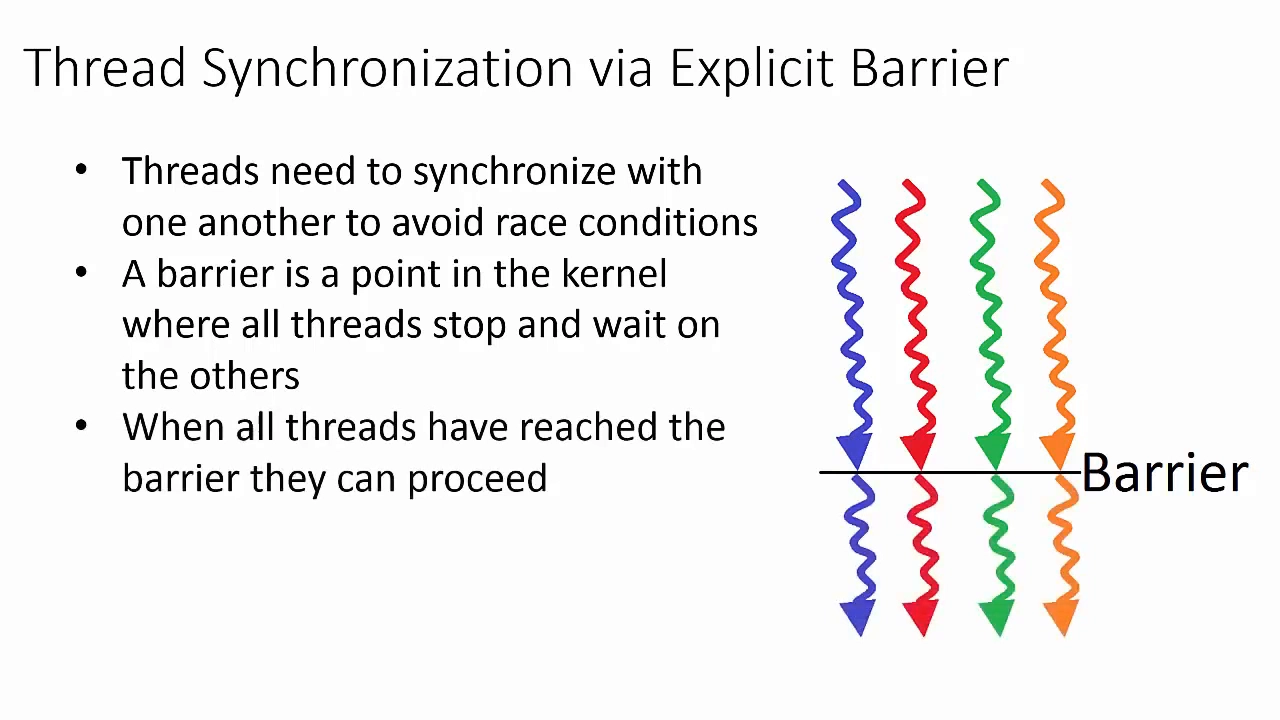 Thread Synchronization via Explicit Barrier
• Threads need to synchronize with
one another to avoid race conditions
• A barrier is a point in the kernel
where all threads stop and wait on
the others
• When all threads have reached the
barrier they can proceed
Barrier